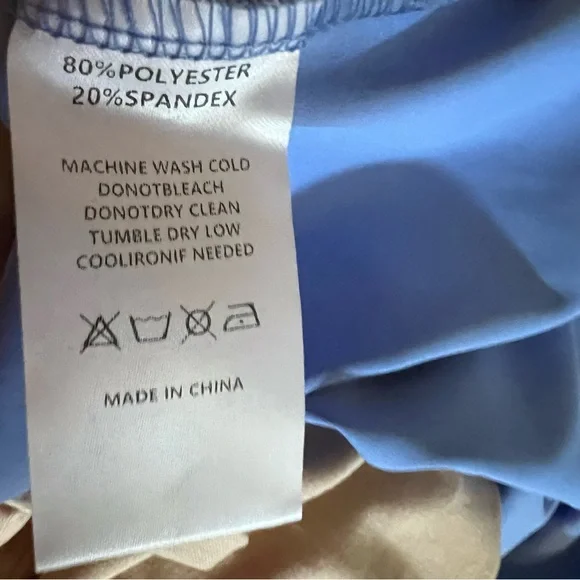 80%POLYESTER
20%SPANDEX
MACHINE WASH COLD
DONOTBLEACH
DONOTDRY CLEAN
TUMBLE DRY LOW
COOLIRONIF NEEDED
MADE IN CHINA